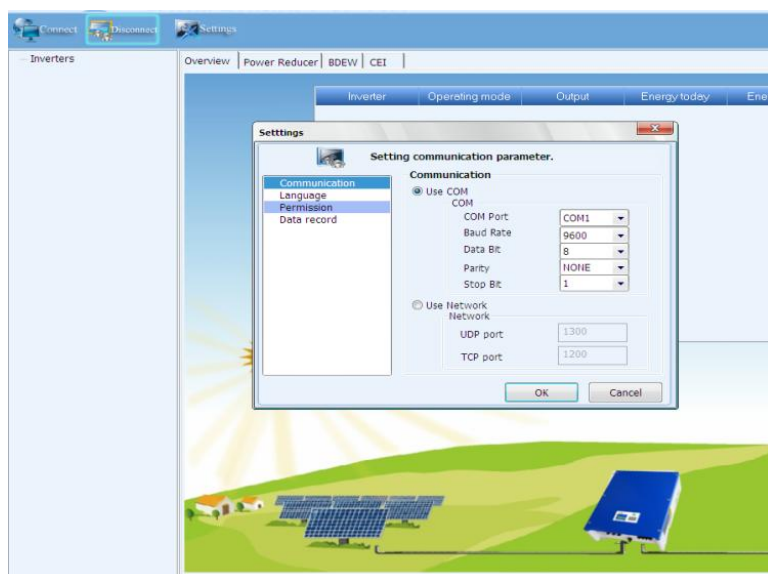 Connect Disconnect Settings
Inverters
Overview Power Reducer BDEW CEI
Inverter Operating mode Output Energy today Ene
Setttings
Setting communication parameter.
Communication
Language
Permission
Data record
Communication
Use COM
COM
COM Port COM1
Baud Rate 9600
Data Bit 8
Parity NONE
Stop Bit 1
Use Network
Network
UDP port 1300
TCP port 1200
OK Cancel